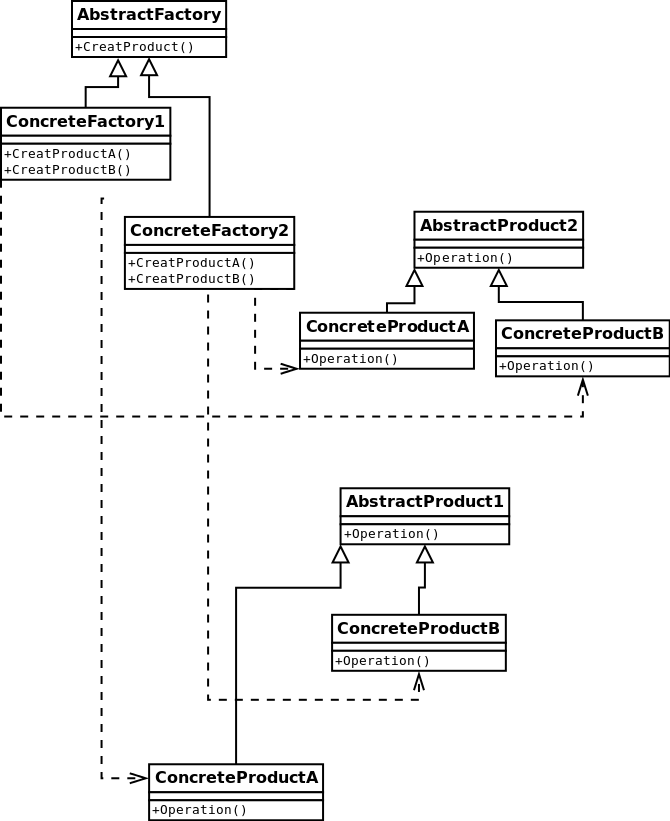 AbstractFactory
+CreatProduct()
ConcreteFactory1
+CreatProductA()
+CreatProductB()
ConcreteFactory2
+CreatProductA()
+CreatProductB()
AbstractProduct2
+Operation()
ConcreteProductA
+Operation()
ConcreteProductB
+Operation()
AbstractProduct1
+Operation()
ConcreteProductB
+Operation()
ConcreteProductA
+Operation()